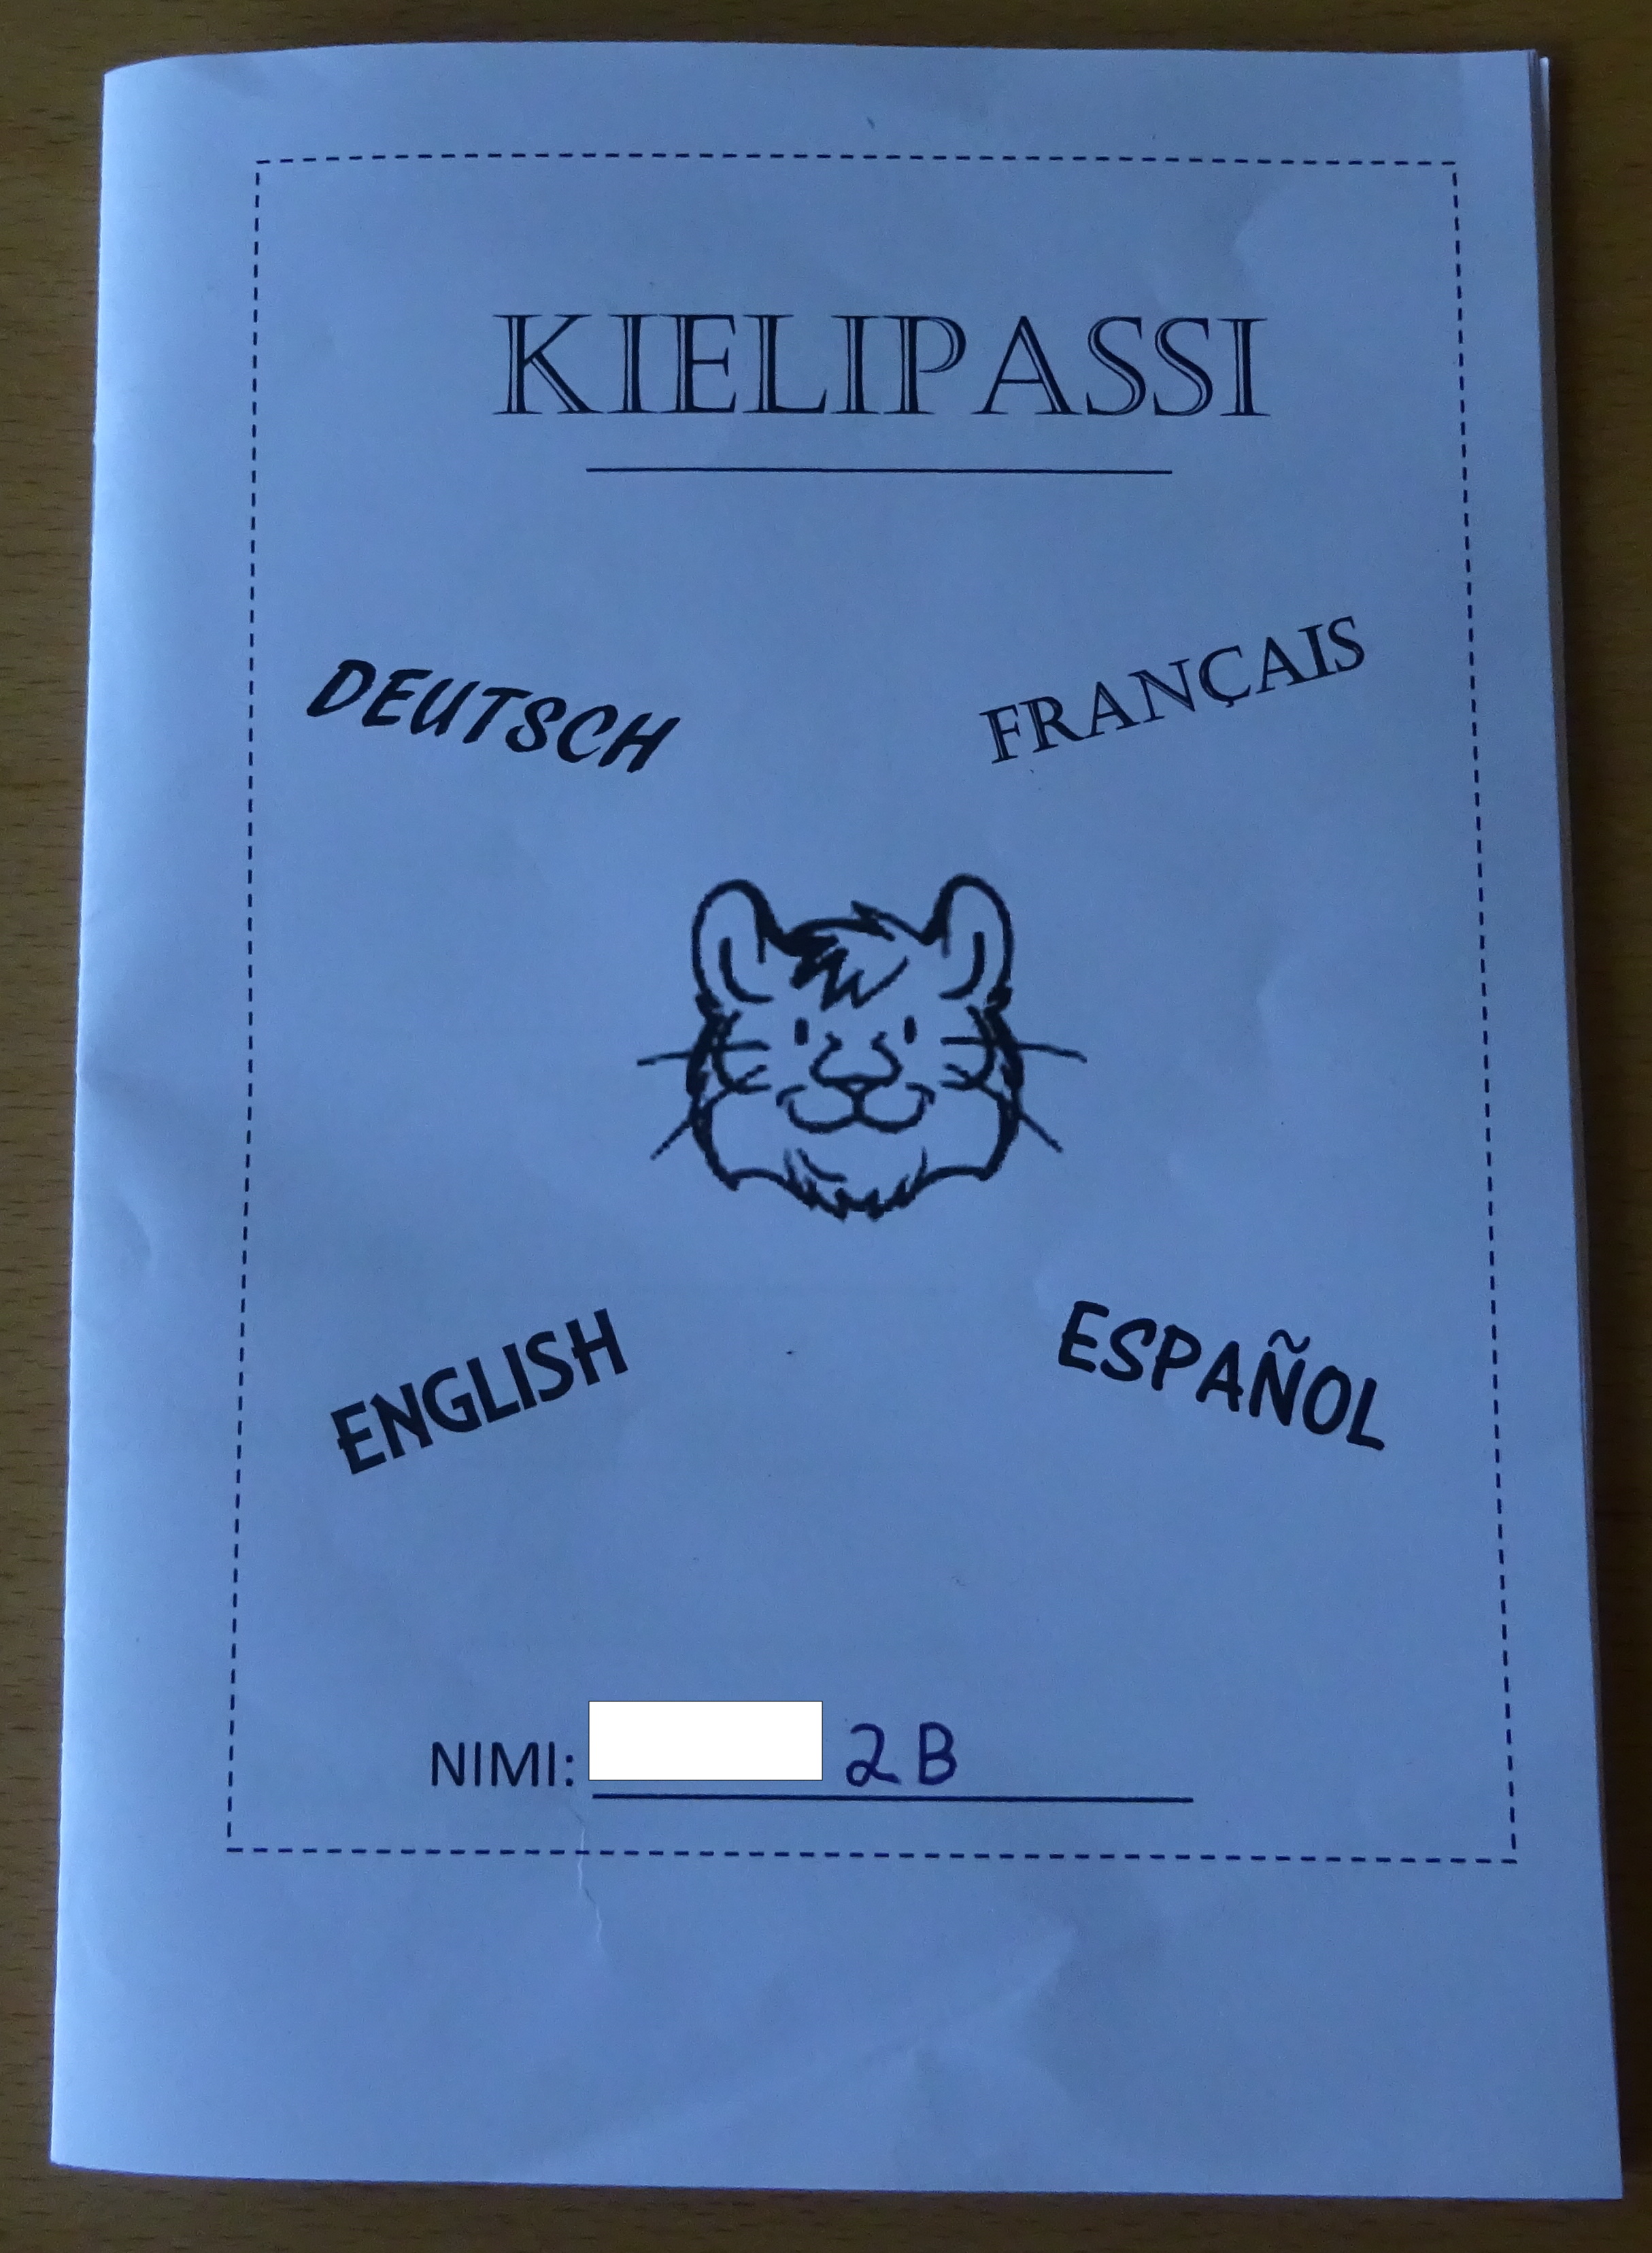 KIELIPASSI
DEUTSCH
FRANÇAIS
ENGLISH
ESPAÑOL
NIMI: 2B